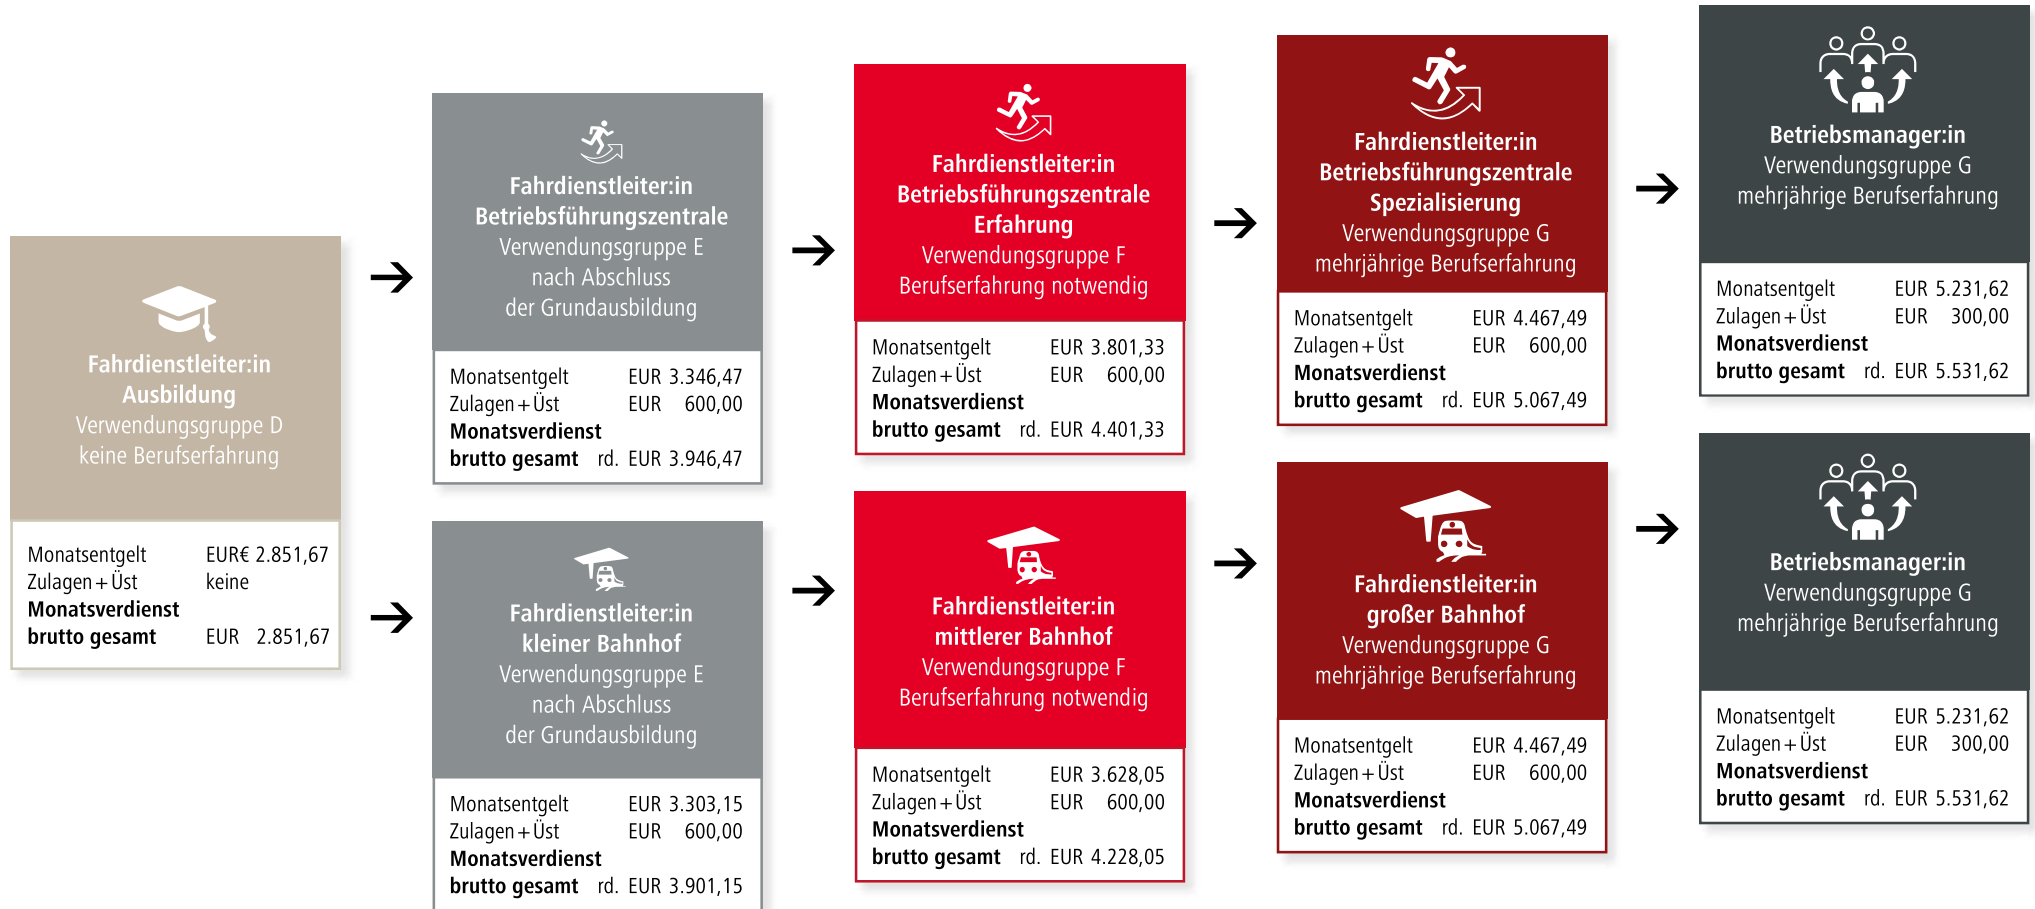 Fahrdienstleiter:in
Ausbildung
Verwendungsgruppe D
keine Berufserfahrung
Monatsentgelt EUR€ 2.851,67
Zulagen+Üst keine
Monatsverdienst
brutto gesamt EUR 2.851,67
Fahrdienstleiter:in
Betriebsführungszentrale
Verwendungsgruppe E
nach Abschluss
der Grundausbildung
Monatsentgelt EUR 3.346,47
Zulagen+Üst EUR 600,00
Monatsverdienst
brutto gesamt rd. EUR 3.946,47
Fahrdienstleiter:in
Betriebsführungszentrale
Erfahrung
Verwendungsgruppe F
Berufserfahrung notwendig
Monatsentgelt EUR 3.801,33
Zulagen+Üst EUR 600,00
Monatsverdienst
brutto gesamt rd. EUR 4.401,33
Fahrdienstleiter:in
Betriebsführungszentrale
Spezialisierung
Verwendungsgruppe G
mehrjährige Berufserfahrung
Monatsentgelt EUR 4.467,49
Zulagen+Üst EUR 600,00
Monatsverdienst
brutto gesamt rd. EUR 5.067,49
Betriebsmanager:in
Verwendungsgruppe G
mehrjährige Berufserfahrung
Monatsentgelt EUR 5.231,62
Zulagen+Üst EUR 300,00
Monatsverdienst
brutto gesamt rd. EUR 5.531,62
Fahrdienstleiter:in
kleiner Bahnhof
Verwendungsgruppe E
nach Abschluss
der Grundausbildung
Monatsentgelt EUR 3.303,15
Zulagen+Üst EUR 600,00
Monatsverdienst
brutto gesamt rd. EUR 3.901,15
Fahrdienstleiter:in
mittlerer Bahnhof
Verwendungsgruppe F
Berufserfahrung notwendig
Monatsentgelt EUR 3.628,05
Zulagen+Üst EUR 600,00
Monatsverdienst
brutto gesamt rd. EUR 4.228,05
Fahrdienstleiter:in
großer Bahnhof
Verwendungsgruppe G
mehrjährige Berufserfahrung
Monatsentgelt EUR 4.467,49
Zulagen+Üst EUR 600,00
Monatsverdienst
brutto gesamt rd. EUR 5.067,49
Betriebsmanager:in
Verwendungsgruppe G
mehrjährige Berufserfahrung
Monatsentgelt EUR 5.231,62
Zulagen+Üst EUR 300,00
Monatsverdienst
brutto gesamt rd. EUR 5.531,62